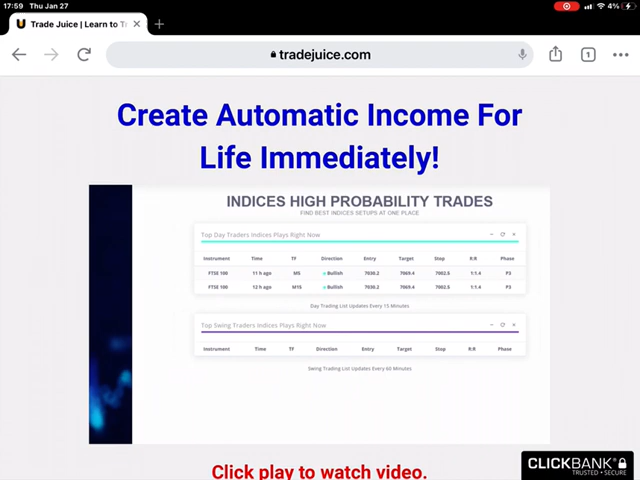 17:59 Thu Jan 27 4%
Trade Juice | Learn to T
tradejuice.com 1
Create Automatic Income For
Life Immediately!
INDICES HIGH PROBABILITY TRADES
FIND BEST INDICES SETUPS AT ONE PLACE
Top Day Traders Indices Plays Right Now
Instrument Time TF Direction Entry Target Stop R:R Phase
FTSE 100 11 h ago M5 Bullish 7030.2 7069.4 7002.5 1:1.4 P3
FTSE 100 12 h ago M15 Bullish 7030.2 7069.4 7002.5 1:1.4 P3
Day Trading List Updates Every 15 Minutes
Top Swing Traders Indices Plays Right Now
Instrument Time TF Direction Entry Target Stop R:R Phase
Swing Trading List Updates Every 60 Minutes
CLICKBANK
TRUSTED • SECURE
Click play to watch video.